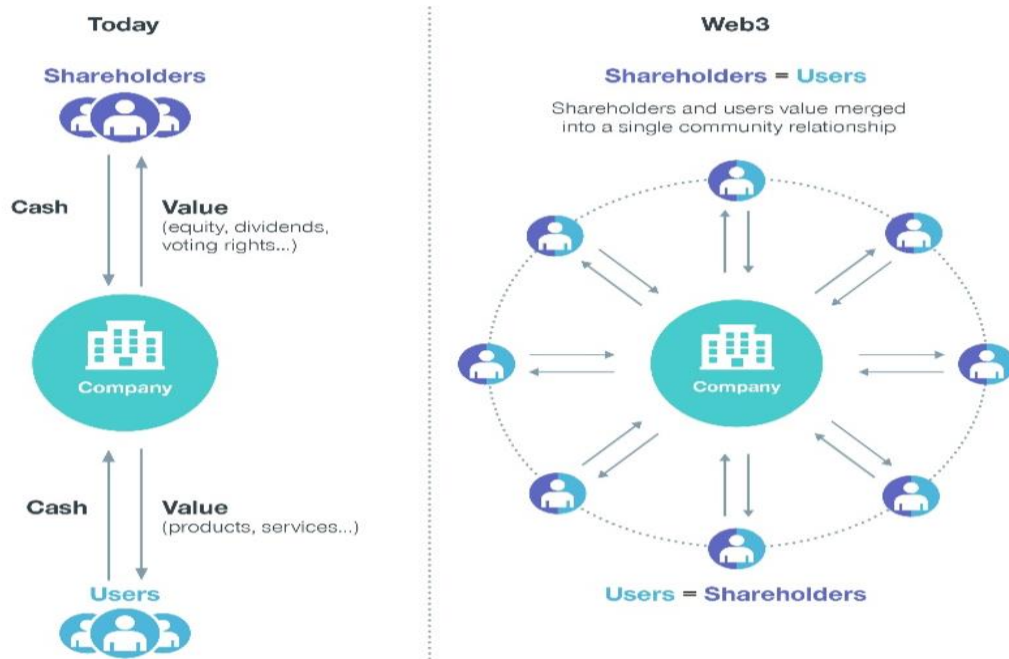 Today
Shareholders
Cash
Value
(equity, dividends,
voting rights...)
Company
Cash
Value
(products, services...)
Users
Web3
Shareholders = Users
Shareholders and users value merged
into a single community relationship
Company
Users = Shareholders